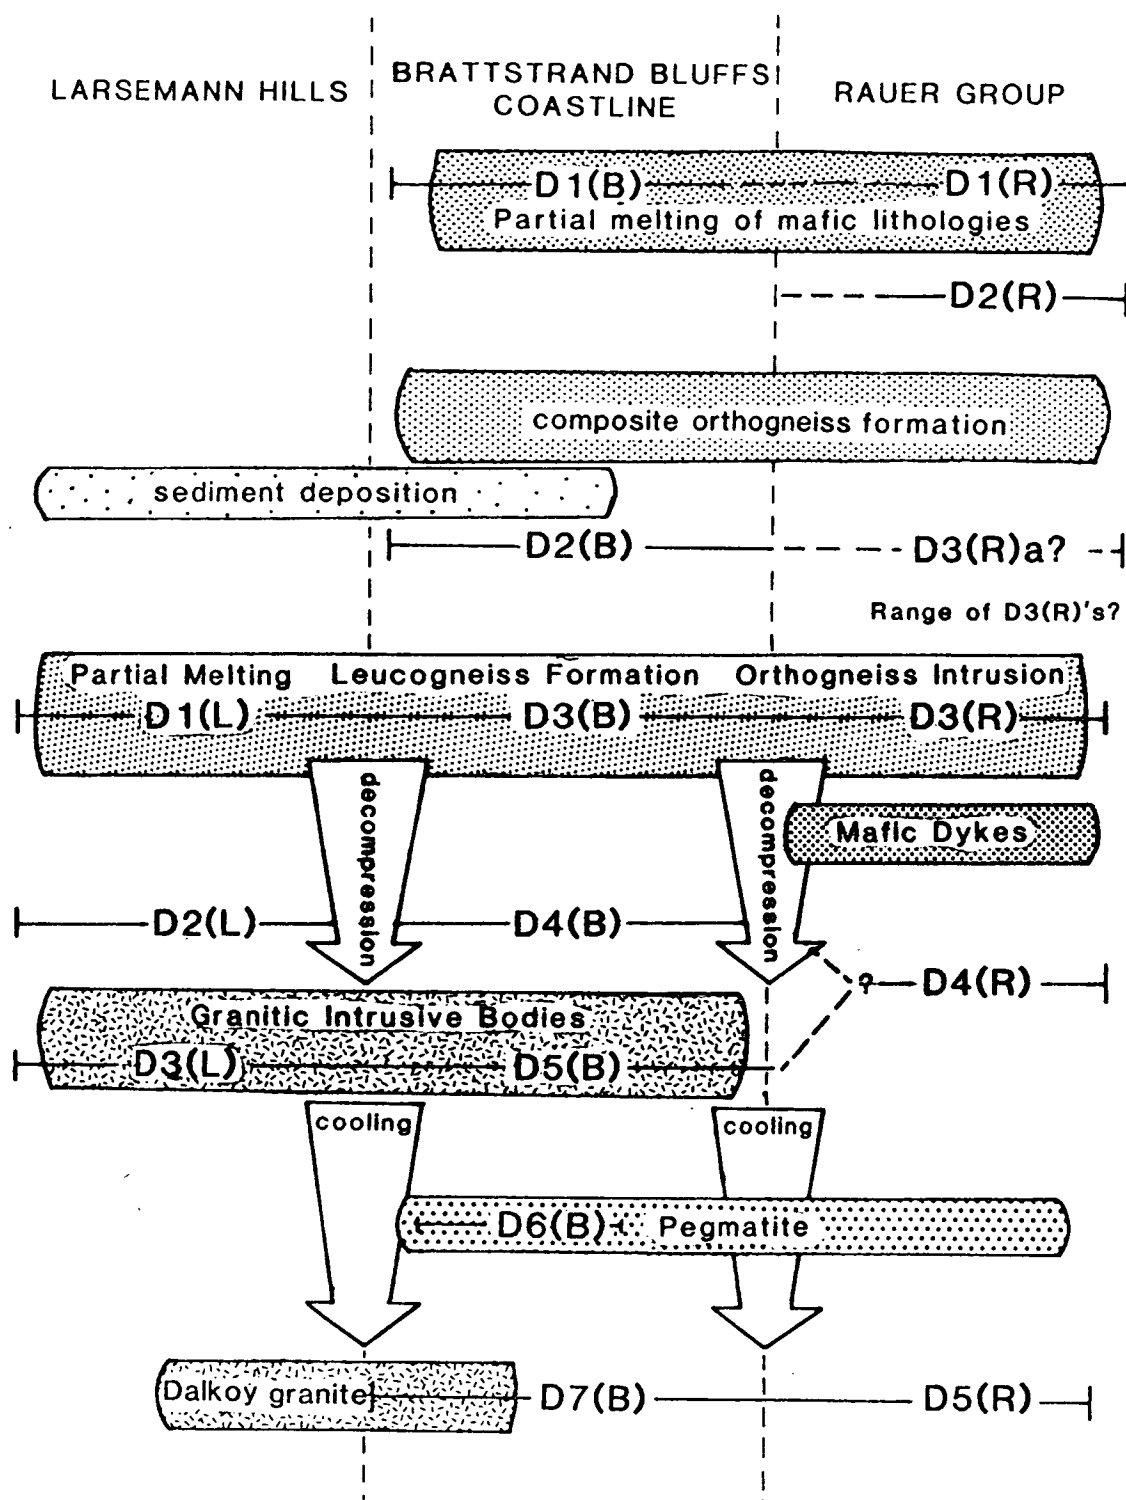 LARSEMANN HILLS
BRATTSTRAND BLUFFS
COASTLINE
RAUER GROUP
D1(B) D1(R)
Partial melting of mafic lithologies
D2(R)
composite orthogneiss formation
sediment deposition
D2(B) D3(R)a?
Range of D3(R)'s?
Partial Melting Leucogneiss Formation Orthogneiss Intrusion
D1(L) D3(B) D3(R)
decompression
decompression
Mafic Dykes
D2(L) D4(B)
? D4(R)
Granitic Intrusive Bodies
D3(L) D5(B)
cooling
cooling
D6(B) Pegmatite
Dalkoy granite D7(B) D5(R)